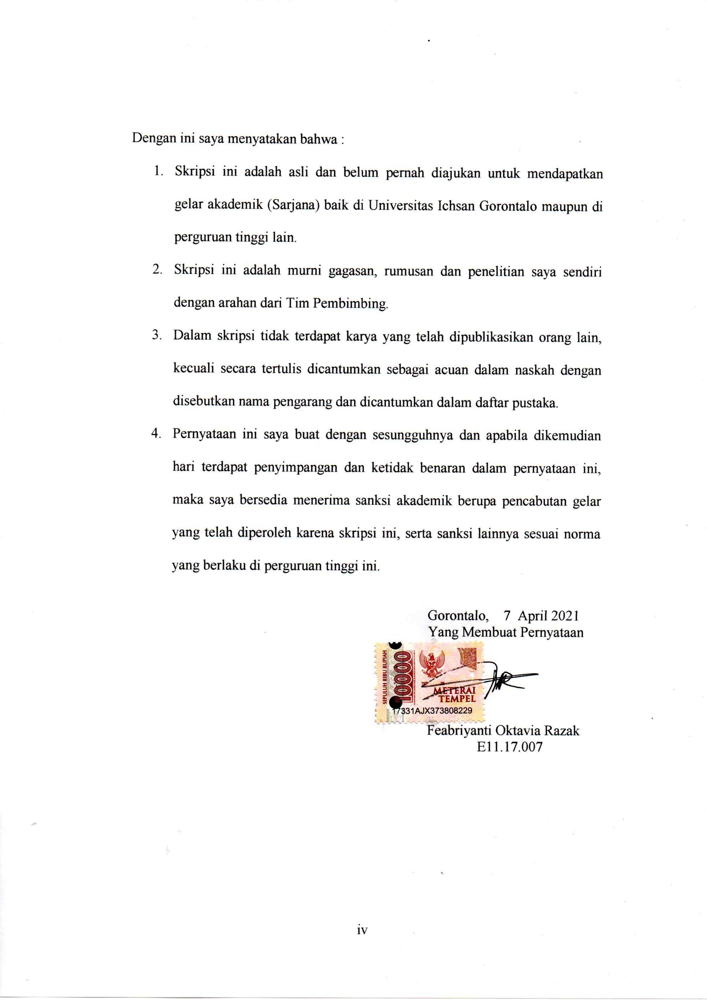 Dengan ini saya menyatakan bahwa :
1. Skripsi ini adalah asli dan belum pernah diajukan untuk mendapatkan
gelar akademik (Sarjana) baik di Universitas Ichsan Gorontalo maupun di
perguruan tinggi lain.
2. Skripsi ini adalah murni gagasan, rumusan dan penelitian saya sendiri
dengan arahan dari Tim Pembimbing.
3. Dalam skripsi tidak terdapat karya yang telah dipublikasikan orang lain,
kecuali secara tertulis dicantumkan sebagai acuan dalam naskah dengan
disebutkan nama pengarang dan dicantumkan dalam daftar pustaka.
4. Pernyataan ini saya buat dengan sesungguhnya dan apabila dikemudian
hari terdapat penyimpangan dan ketidak benaran dalam pernyataan ini,
maka saya bersedia menerima sanksi akademik berupa pencabutan gelar
yang telah diperoleh karena skripsi ini, serta sanksi lainnya sesuai norma
yang berlaku di perguruan tinggi ini.
Gorontalo, 7 April 2021
Yang Membuat Pernyataan
SEPULUH RIBU RUPIAH
10000
METERAI
TEMPEL
17331AJX373808229
Feabriyanti Oktavia Razak
E11.17.007
iv